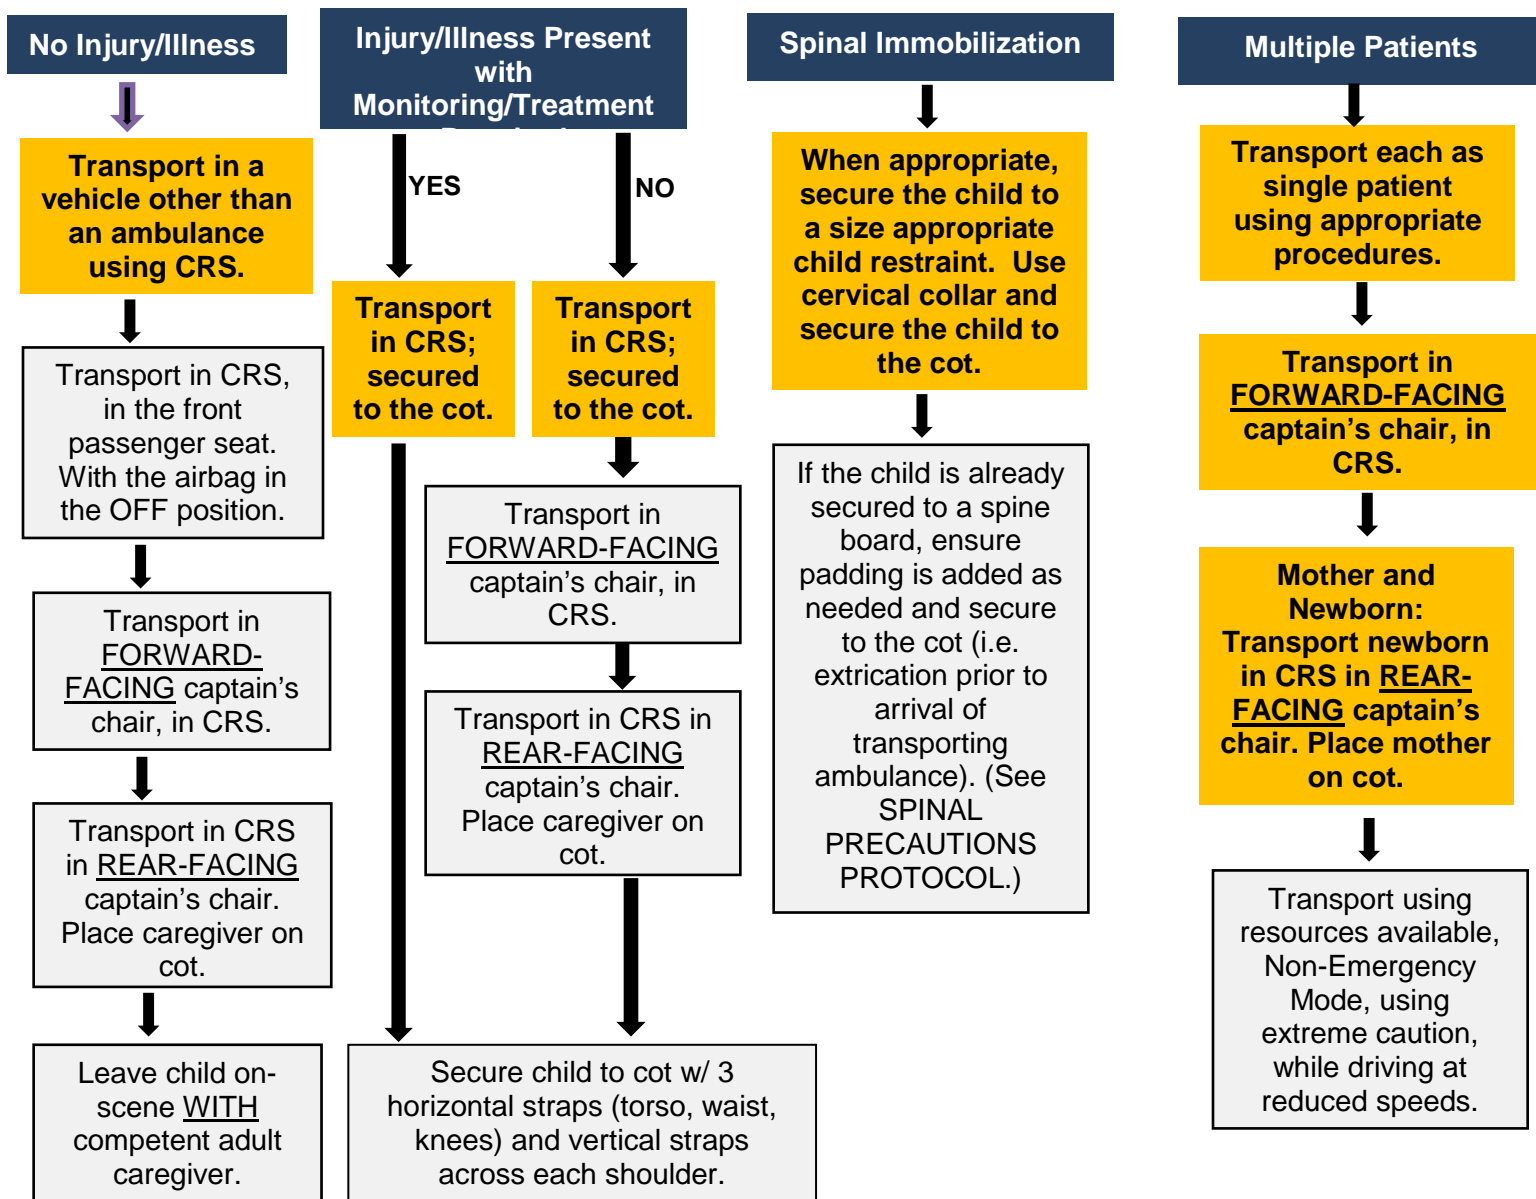 No Injury/Illness
Transport in a
vehicle other than
an ambulance
using CRS.
Transport in CRS,
in the front
passenger seat.
With the airbag in
the OFF position.
Transport in
FORWARD-
FACING captain’s
chair, in CRS.
Transport in CRS
in REAR-FACING
captain’s chair.
Place caregiver on
cot.
Leave child on-
scene WITH
competent adult
caregiver.
Injury/Illness Present
with
Monitoring/Treatment
YES
NO
Transport
in CRS;
secured
to the cot.
Transport
in CRS;
secured
to the cot.
Transport in
FORWARD-FACING
captain’s chair, in
CRS.
Transport in CRS in
REAR-FACING
captain’s chair.
Place caregiver on
cot.
Secure child to cot w/ 3
horizontal straps (torso, waist,
knees) and vertical straps
across each shoulder.
Spinal Immobilization
When appropriate,
secure the child to
a size appropriate
child restraint.  Use
cervical collar and
secure the child to
the cot.
If the child is already
secured to a spine
board, ensure
padding is added as
needed and secure
to the cot (i.e.
extrication prior to
arrival of
transporting
ambulance). (See
SPINAL
PRECAUTIONS
PROTOCOL.)
Multiple Patients
Transport each as
single patient
using appropriate
procedures.
Transport in
FORWARD-FACING
captain’s chair, in
CRS.
Mother and
Newborn:
Transport newborn
in CRS in REAR-
FACING captain’s
chair. Place mother
on cot.
Transport using
resources available,
Non-Emergency
Mode, using
extreme caution,
while driving at
reduced speeds.